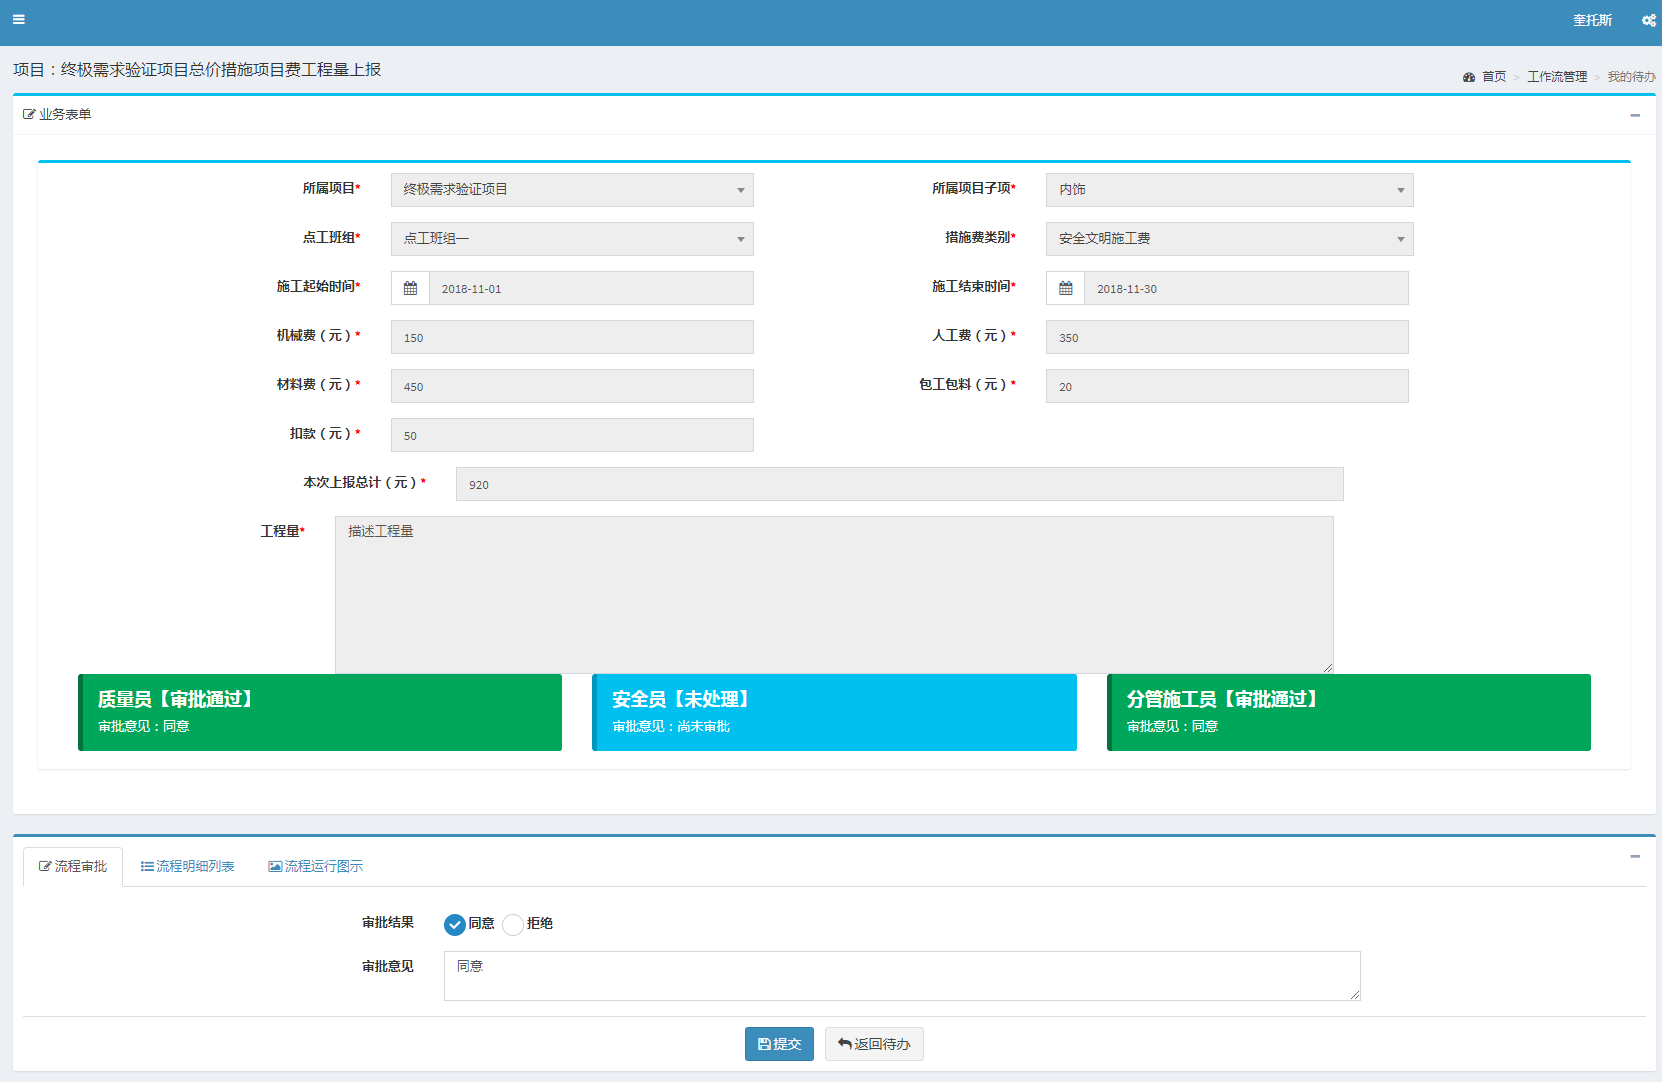 奎托斯
项目：终极需求验证项目总价措施项目费工程量上报
首页 > 工作流管理 > 我的待办
业务表单
所属项目* 终极需求验证项目 所属项目子项* 内饰
点工班组* 点工班组一 措施费类别* 安全文明施工费
施工起始时间* 2018-11-01 施工结束时间* 2018-11-30
机械费（元）* 150 人工费（元）* 350
材料费（元）* 450 包工包料（元）* 20
扣款（元）* 50
本次上报总计（元）* 920
工程量* 描述工程量
质量员【审批通过】 安全员【未处理】 分管施工员【审批通过】
审批意见：同意 审批意见：尚未审批 审批意见：同意
流程审批 流程明细列表 流程运行图示
审批结果 同意 拒绝
审批意见 同意
提交 返回待办